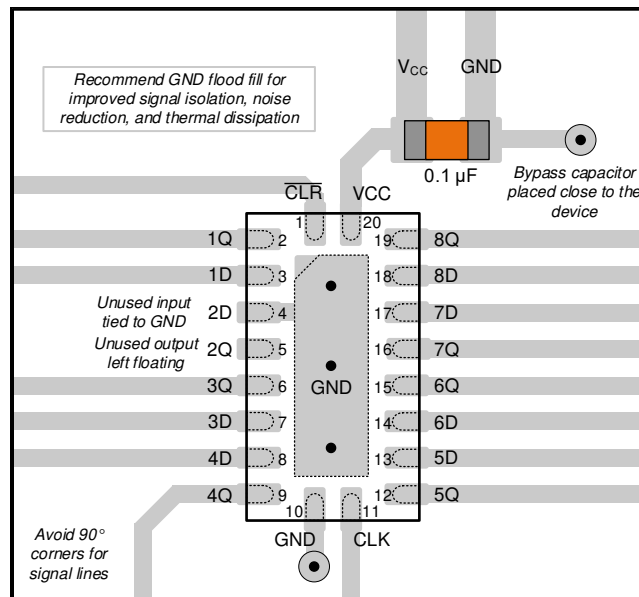 Recommend GND flood fill for
improved signal isolation, noise
reduction, and thermal dissipation
VCC GND
0.1 µF
Bypass capacitor
placed close to the
device
CLR VCC
1 20
1Q 2 19 8Q
1D 3 18 8D
Unused input
tied to GND
2D 4 17 7D
Unused output
left floating
2Q 5 16 7Q
3Q 6 GND 15 6Q
3D 7 14 6D
4D 8 13 5D
4Q 9 12 5Q
10 11
GND CLK
Avoid 90°
corners for
signal lines